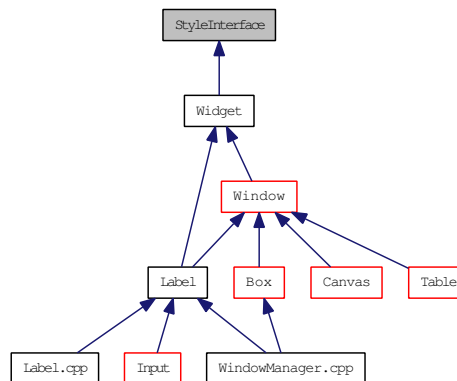 StyleInterface
Widget
Window
Label
Box
Canvas
Table
Label.cpp
Input
WindowManager.cpp